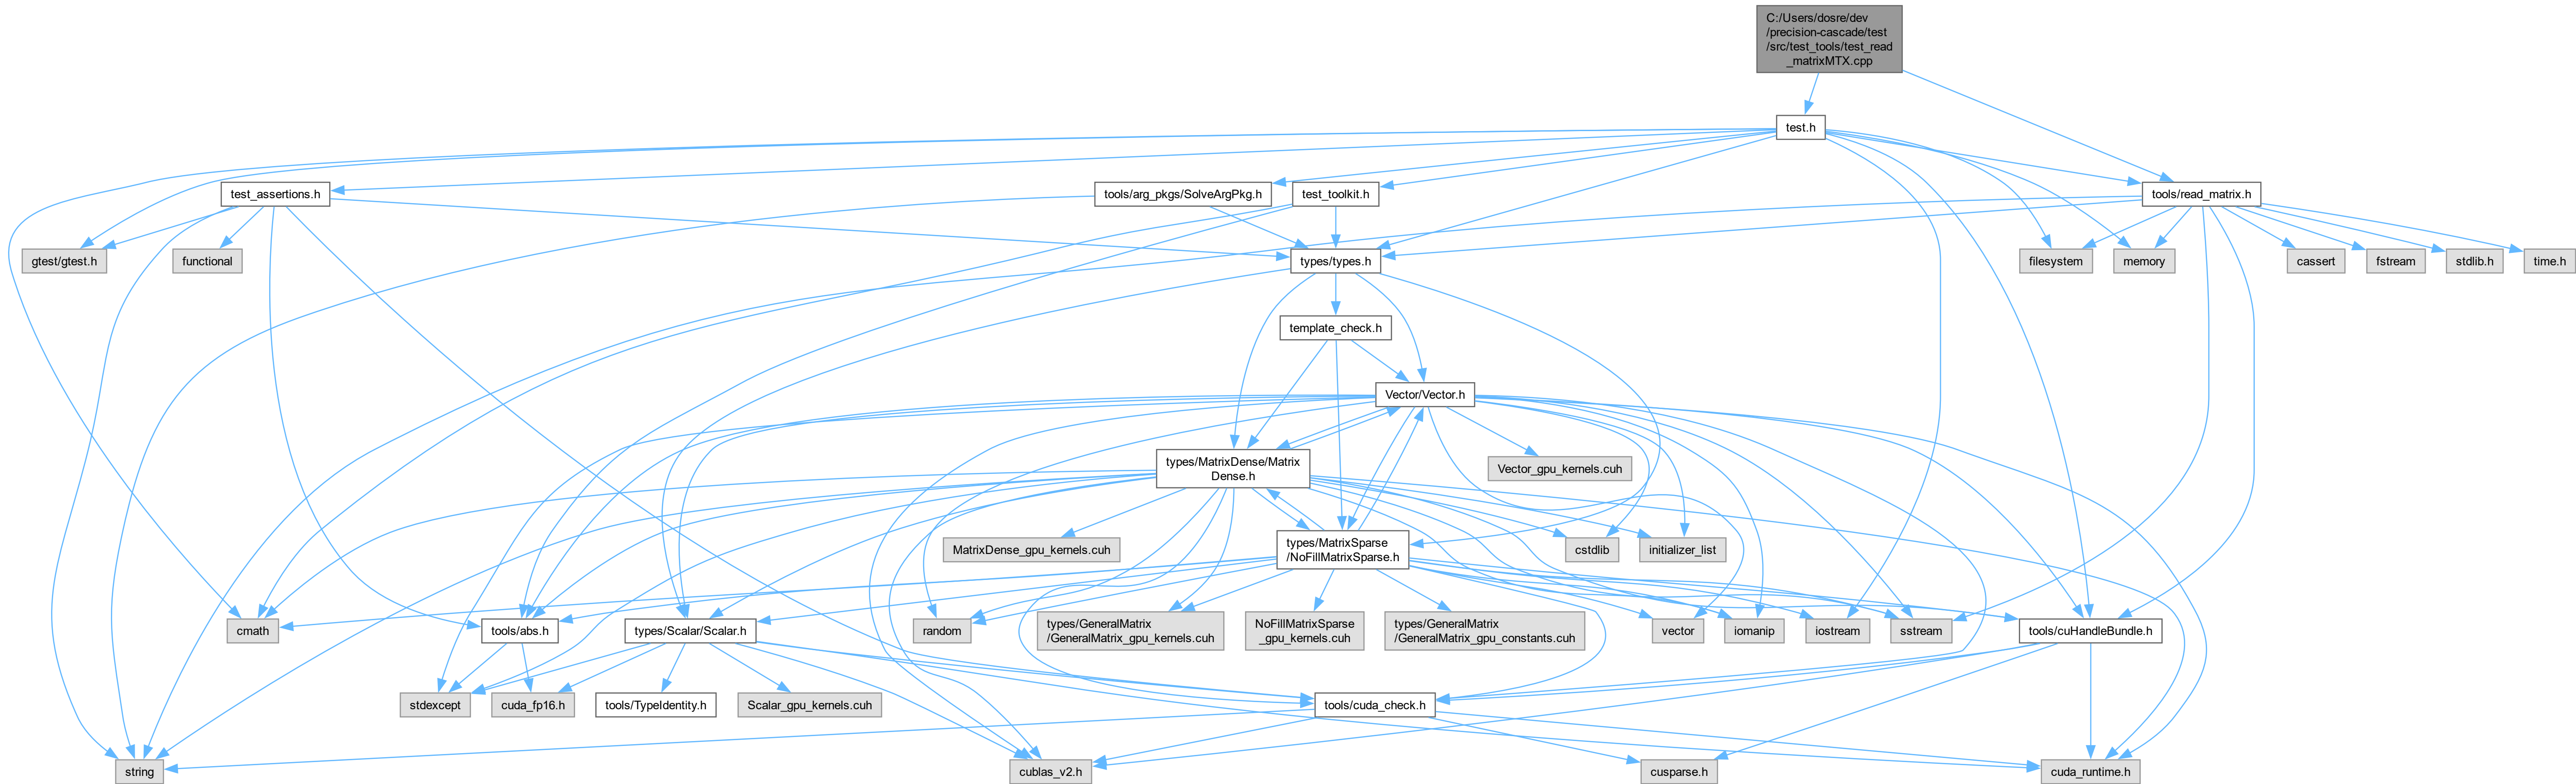 C:/Users/dosre/dev
/precision-cascade/test
/src/test_tools/test_read
_matrixMTX.cpp
test.h
test_assertions.h
tools/arg_pkgs/SolveArgPkg.h
test_toolkit.h
tools/read_matrix.h
gtest/gtest.h
functional
types/types.h
filesystem
memory
cassert
fstream
stdlib.h
time.h
template_check.h
Vector/Vector.h
types/MatrixDense/Matrix
Dense.h
Vector_gpu_kernels.cuh
MatrixDense_gpu_kernels.cuh
types/MatrixSparse
/NoFillMatrixSparse.h
cstdlib
initializer_list
cmath
tools/abs.h
types/Scalar/Scalar.h
random
types/GeneralMatrix
/GeneralMatrix_gpu_kernels.cuh
NoFillMatrixSparse
_gpu_kernels.cuh
types/GeneralMatrix
/GeneralMatrix_gpu_constants.cuh
vector
iomanip
iostream
sstream
tools/cuHandleBundle.h
stdexcept
cuda_fp16.h
tools/TypeIdentity.h
Scalar_gpu_kernels.cuh
tools/cuda_check.h
string
cublas_v2.h
cusparse.h
cuda_runtime.h